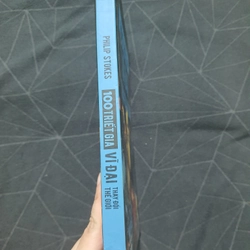 PHILIP STOKES
100 TRIẾT GIA VĨ ĐẠI
THAY ĐỔI
THẾ GIỚI